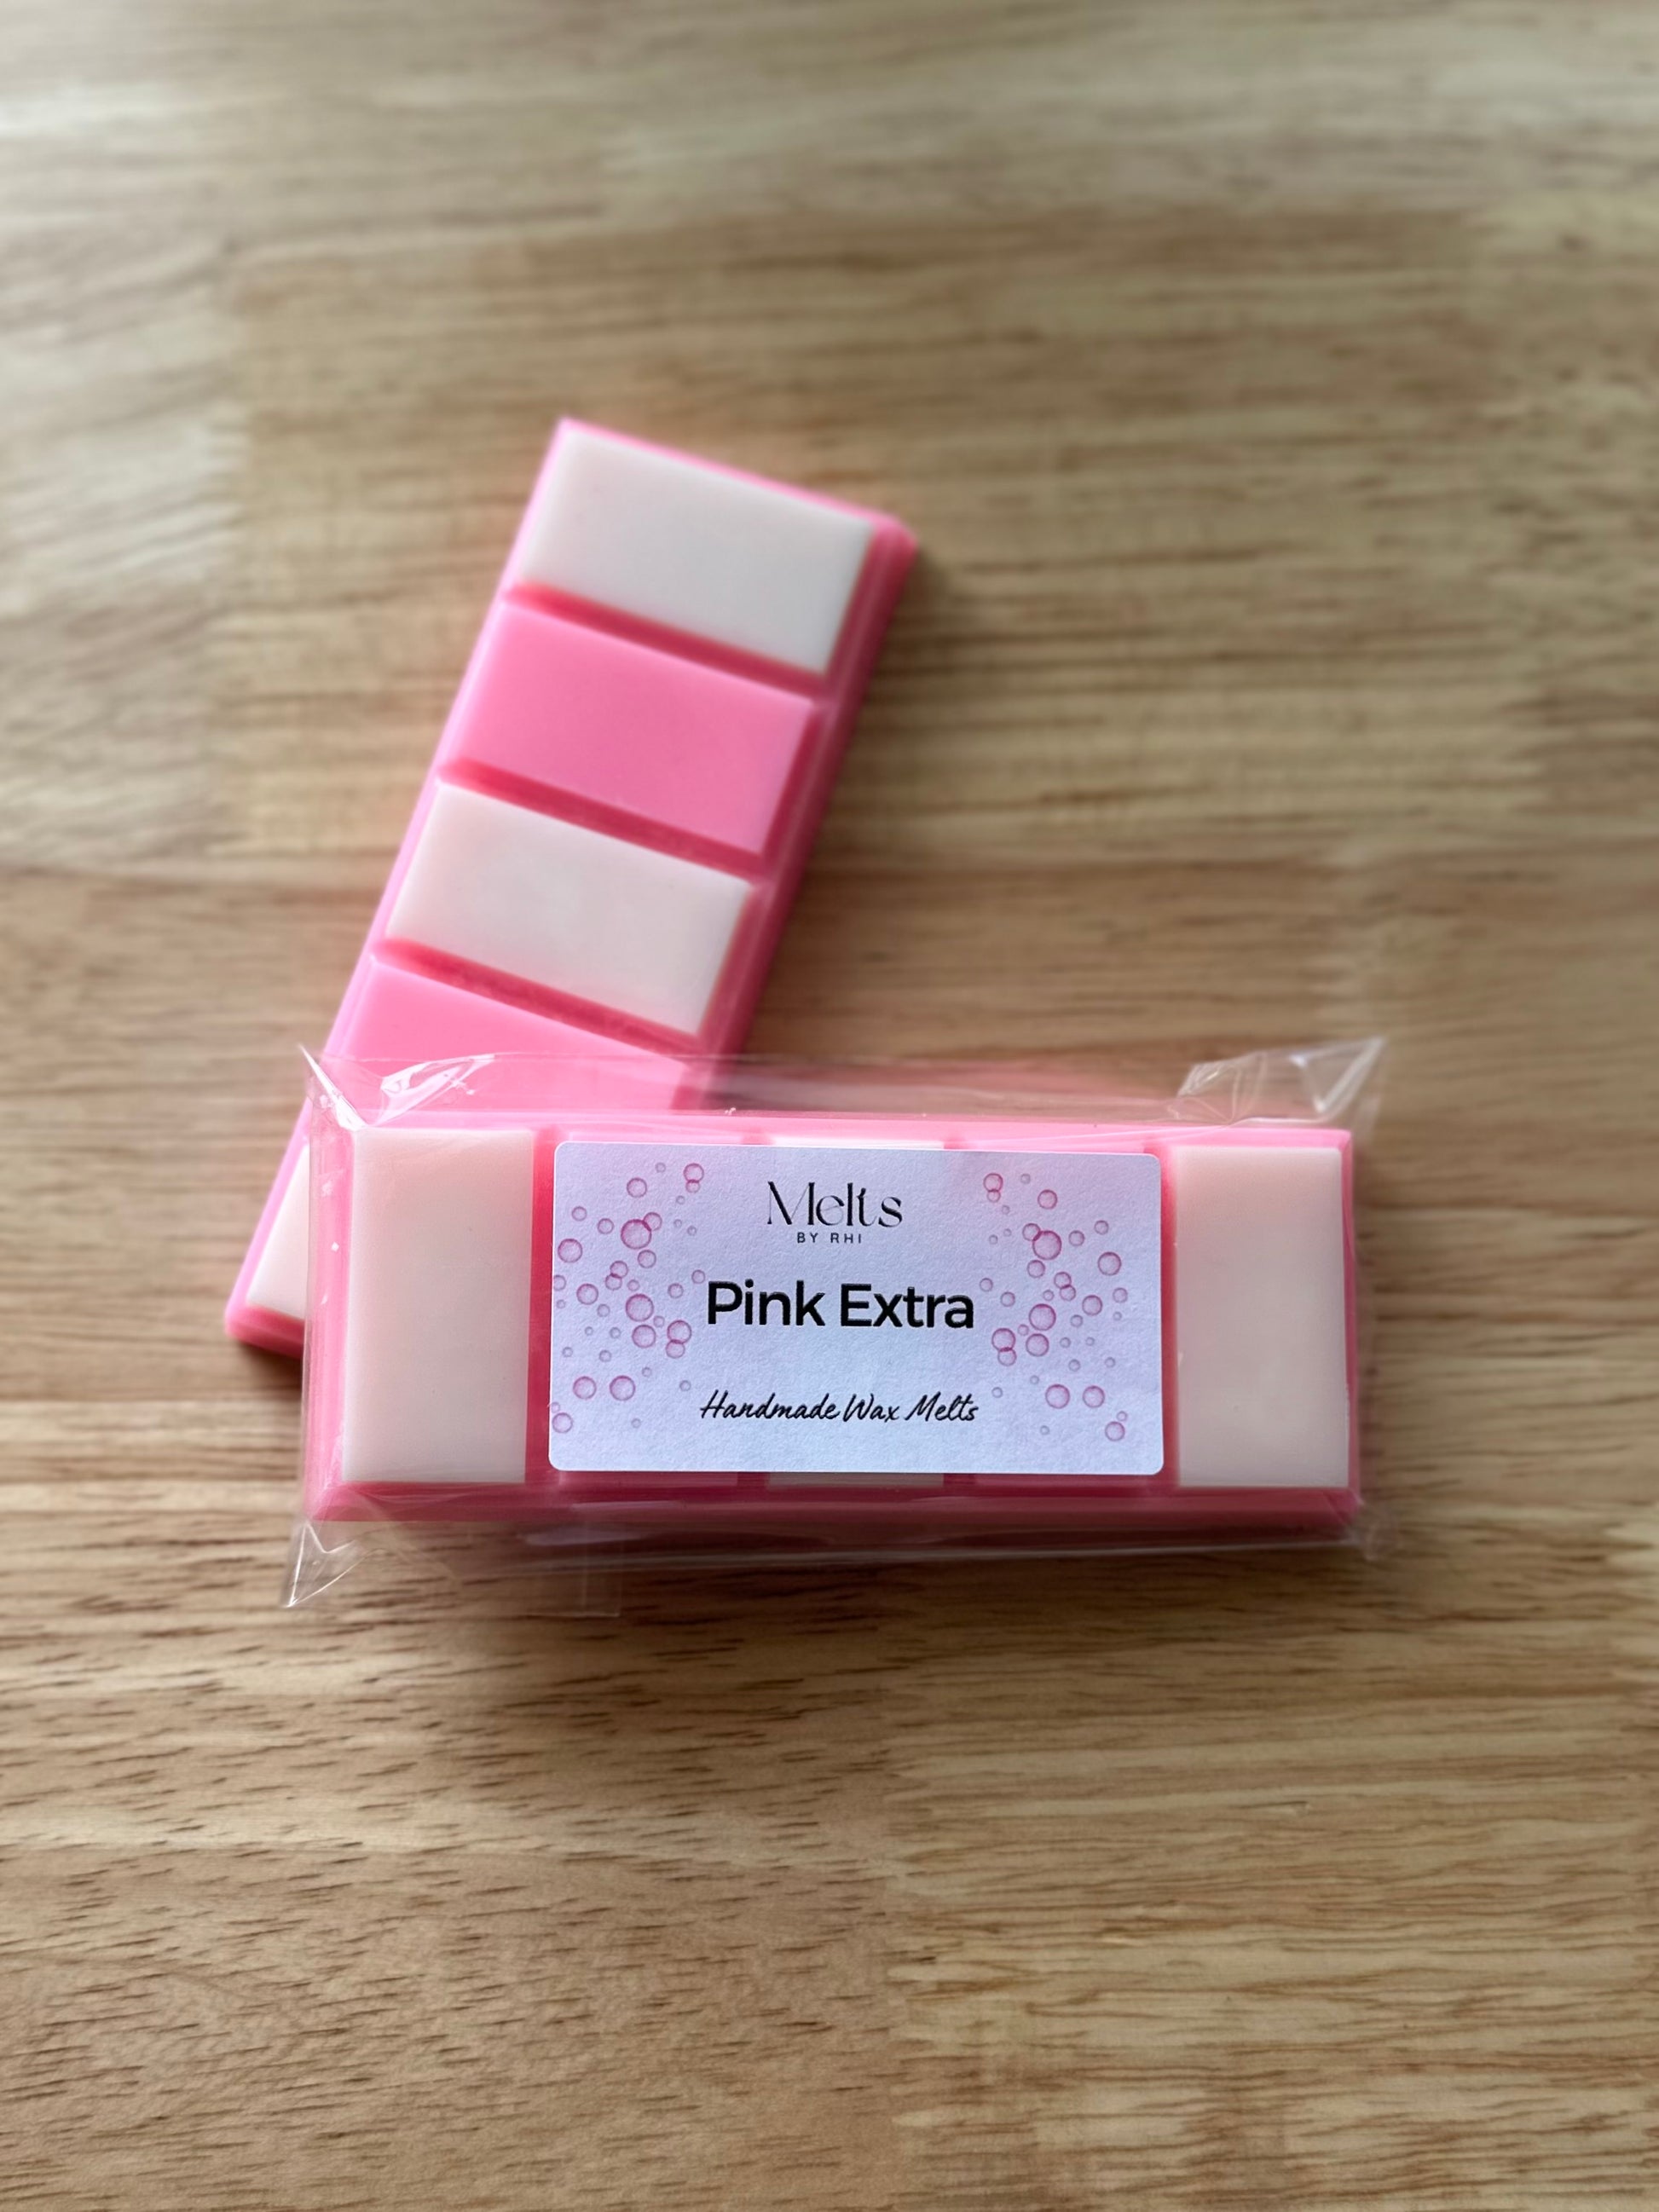 Melts
BY RHI
Pink Extra
Handmade Wax Melts